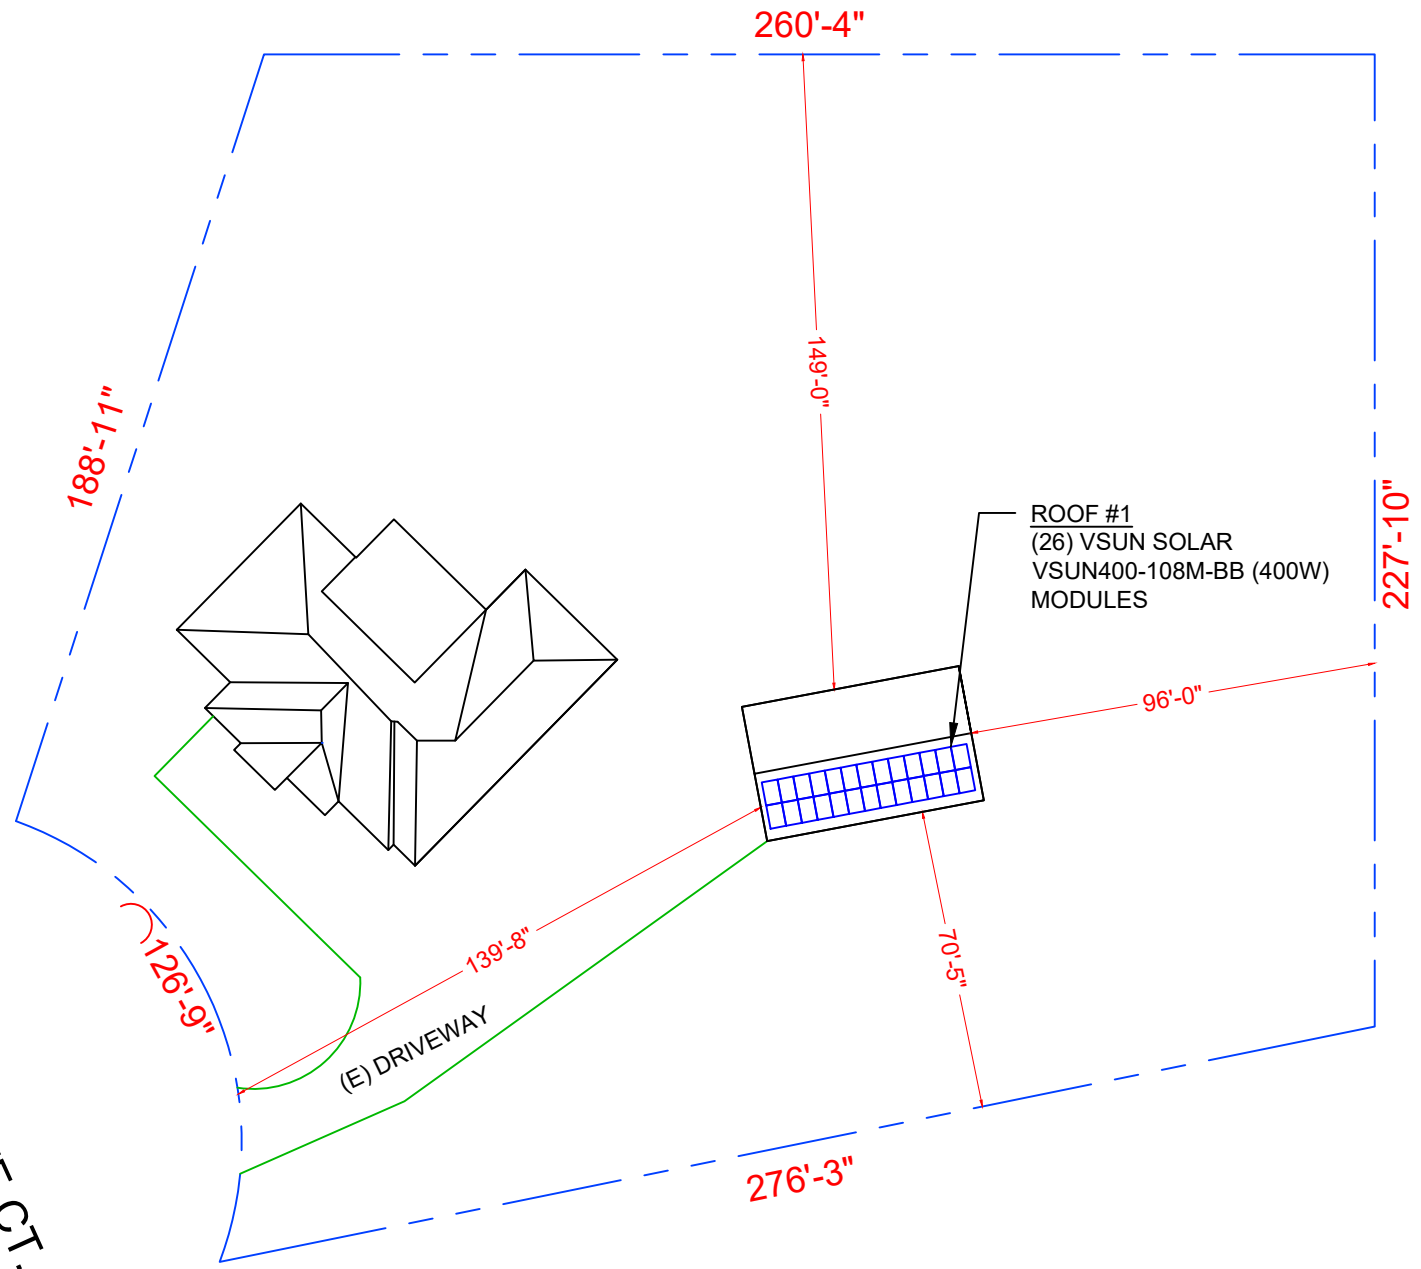 260'-4"
149'-0"
188'-11"
ROOF #1
(26) VSUN SOLAR
VSUN400-108M-BB (400W)
MODULES
227'-10"
96'-0"
139'-8"
126'-9"
70'-5"
(E) DRIVEWAY
276'-3"
CT